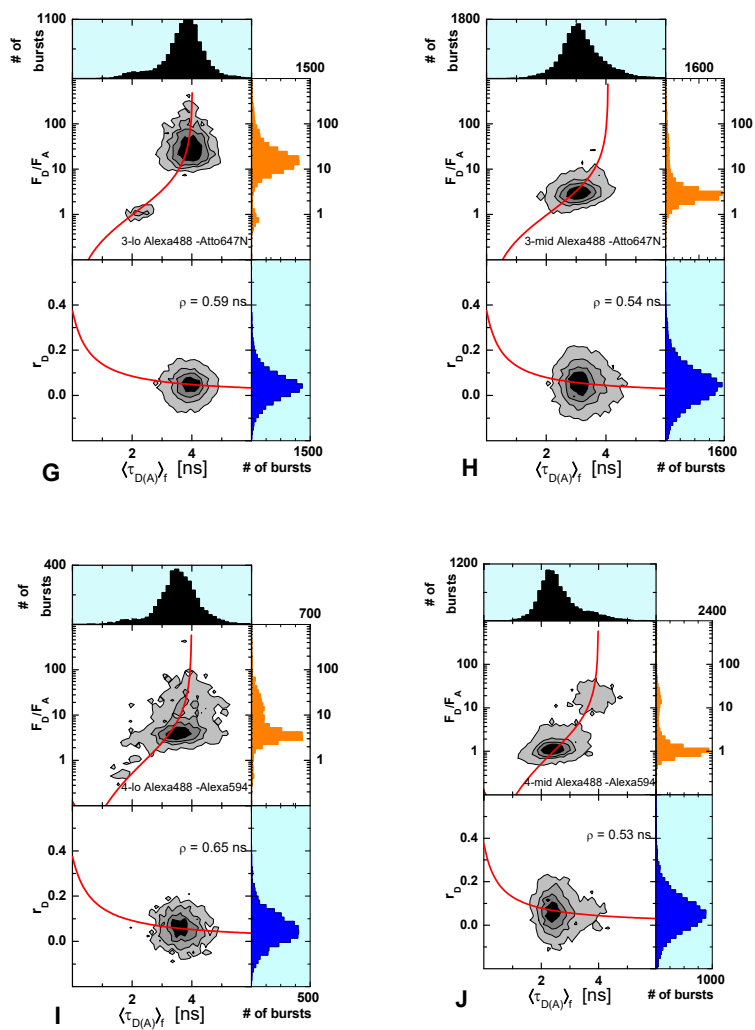 1100
# of
bursts
1500
100
10
1
F_D/F_A
100
10
1
3-lo Alexa488 -Atto647N
0.4
0.2
0.0
r_D
ρ = 0.59 ns
2 4
1500
G
⟨τ_D(A)⟩_f [ns]
# of bursts
1800
# of
bursts
1600
100
10
1
F_D/F_A
100
10
1
3-mid Alexa488 -Atto647N
0.4
0.2
0.0
r_D
ρ = 0.54 ns
2 4
1600
H
⟨τ_D(A)⟩_f [ns]
# of bursts
400
# of
bursts
700
100
10
1
F_D/F_A
100
10
1
4-lo Alexa488 -Alexa594
0.4
0.2
0.0
r_D
ρ = 0.65 ns
2 4
500
I
⟨τ_D(A)⟩_f [ns]
# of bursts
1200
# of
bursts
2400
100
10
1
F_D/F_A
100
10
1
4-mid Alexa488 -Alexa594
0.4
0.2
0.0
r_D
ρ = 0.53 ns
2 4
1000
J
⟨τ_D(A)⟩_f [ns]
# of bursts